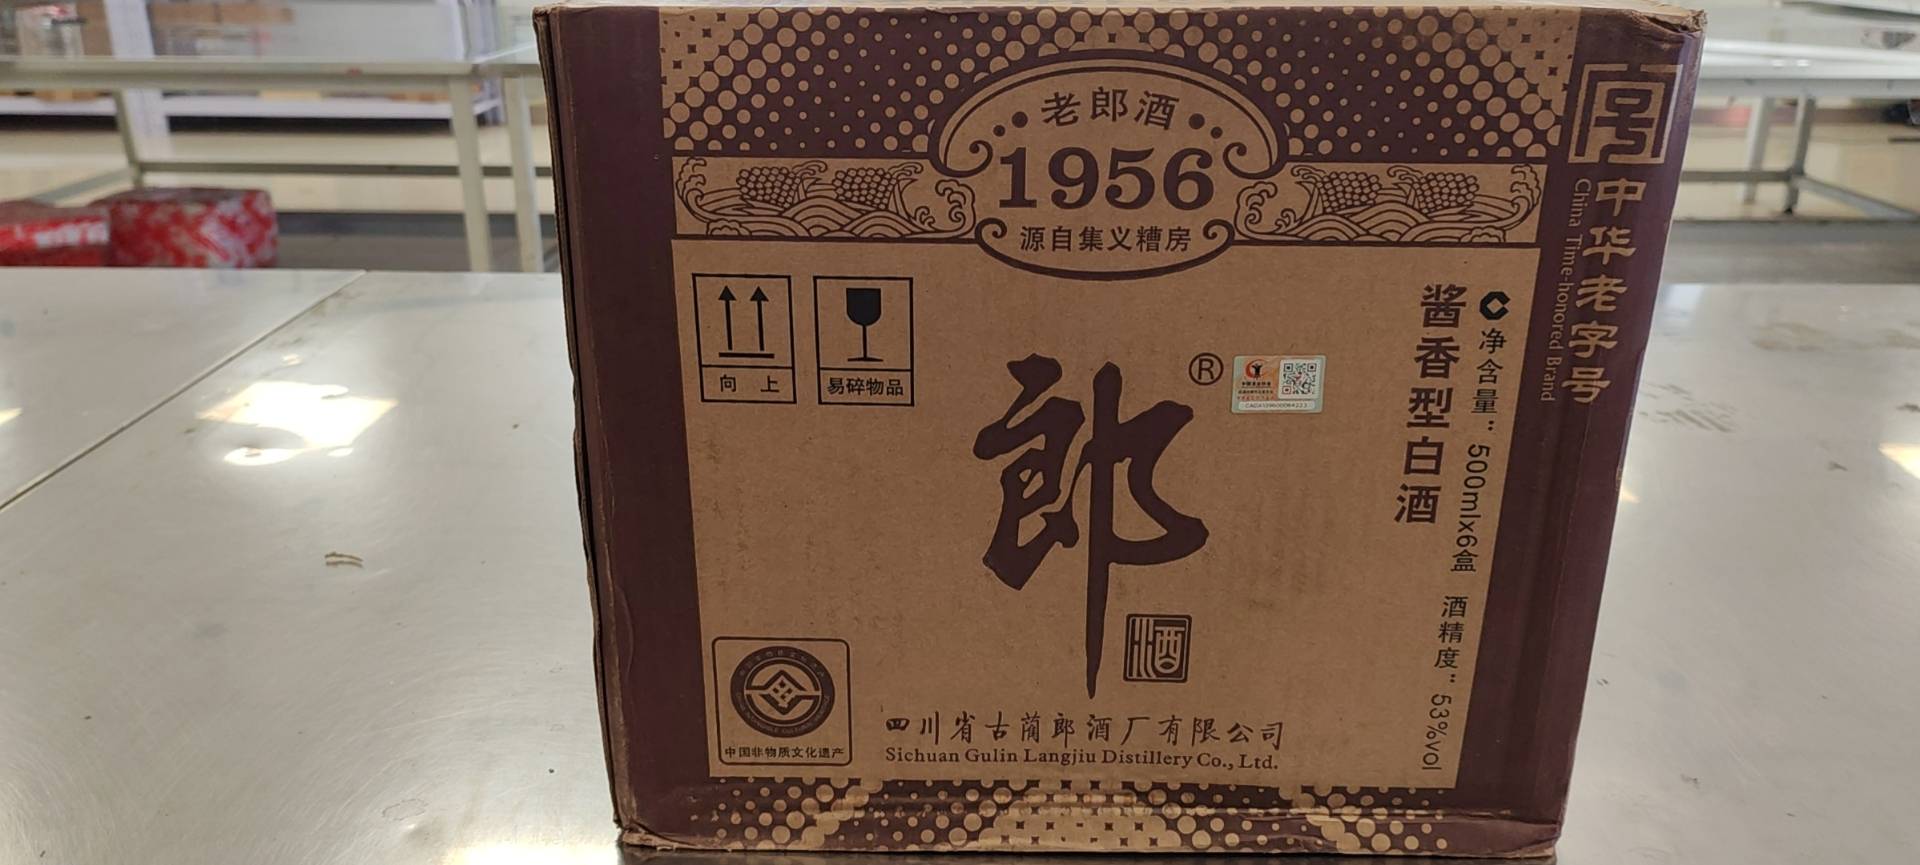 老郎酒
1956
源自集义糟房
号
中华老字号
China Time-honored Brand
向 上
易碎物品
郎
®
酒
酱香型白酒
净含量：500mlx6盒 酒精度：53%vol
中国非物质文化遗产
四川省古蔺郎酒厂有限公司
Sichuan Gulin Langjiu Distillery Co., Ltd.